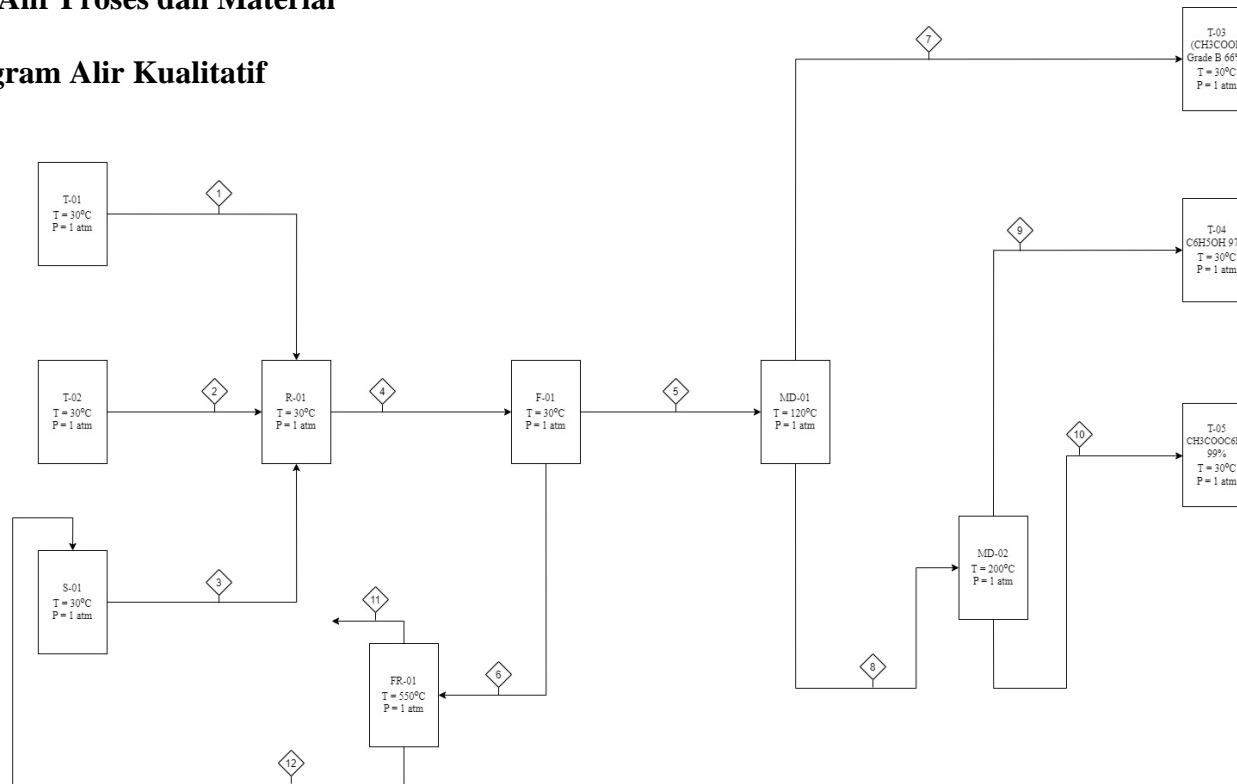 Alir Proses dan Material
gram Alir Kualitatif
7
T-03
(CH3COO
Grade B 66
T = 30°C
P = 1 atm
T-01
T = 30°C
P = 1 atm
1
9
T-04
C6H5OH 9
T = 30°C
P = 1 atm
T-02
T = 30°C
P = 1 atm
2
R-01
T = 30°C
P = 1 atm
4
F-01
T = 30°C
P = 1 atm
5
MD-01
T = 120°C
P = 1 atm
10
T-05
CH3COOC6
99%
T = 30°C
P = 1 atm
S-01
T = 30°C
P = 1 atm
3
MD-02
T = 200°C
P = 1 atm
11
FR-01
T = 550°C
P = 1 atm
6
8
12